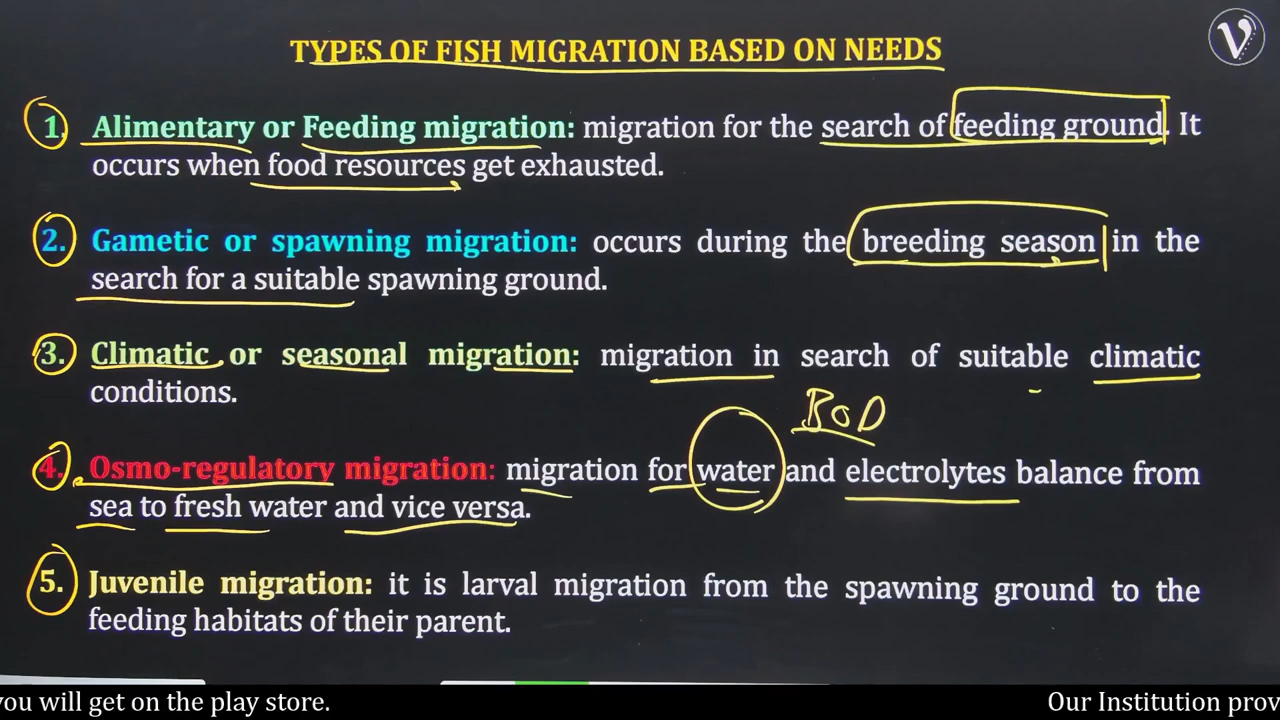 V
TYPES OF FISH MIGRATION BASED ON NEEDS
1. Alimentary or Feeding migration: migration for the search of feeding ground. It
occurs when food resources get exhausted.
2. Gametic or spawning migration: occurs during the breeding season in the
search for a suitable spawning ground.
3. Climatic or seasonal migration: migration in search of suitable climatic
conditions.
BOD
4. Osmo-regulatory migration: migration for water and electrolytes balance from
sea to fresh water and vice versa.
5. Juvenile migration: it is larval migration from the spawning ground to the
feeding habitats of their parent.
you will get on the play store. Our Institution prov